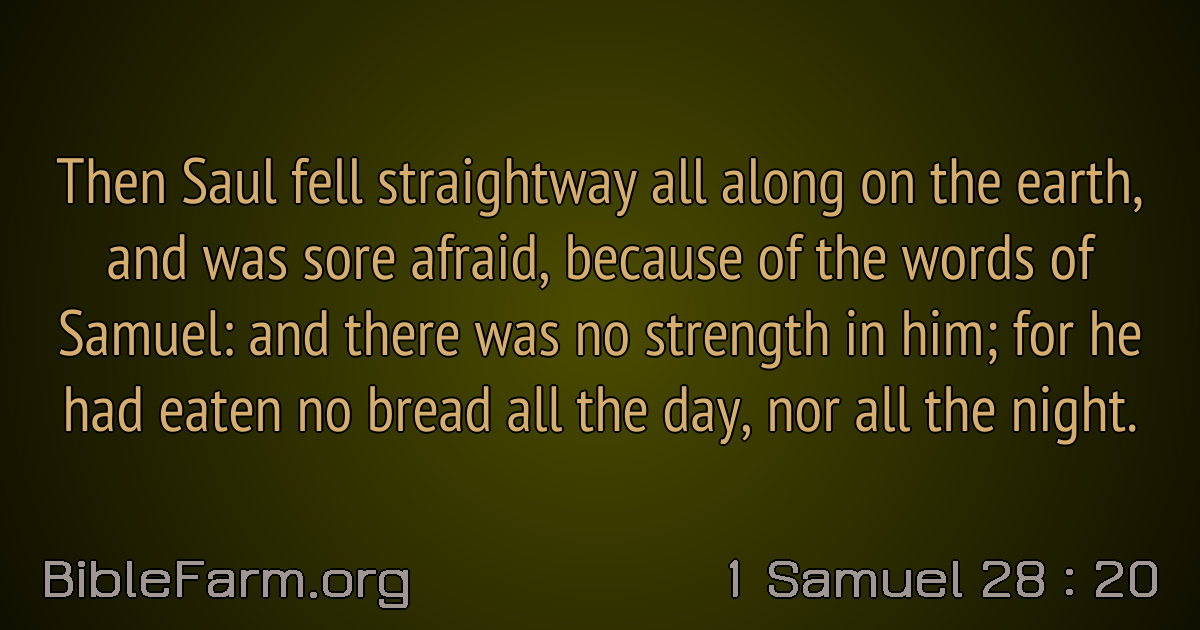 Then Saul fell straightway all along on the earth,
and was sore afraid, because of the words of
Samuel: and there was no strength in him; for he
had eaten no bread all the day, nor all the night.
BibleFarm.org
1 Samuel 28 : 20